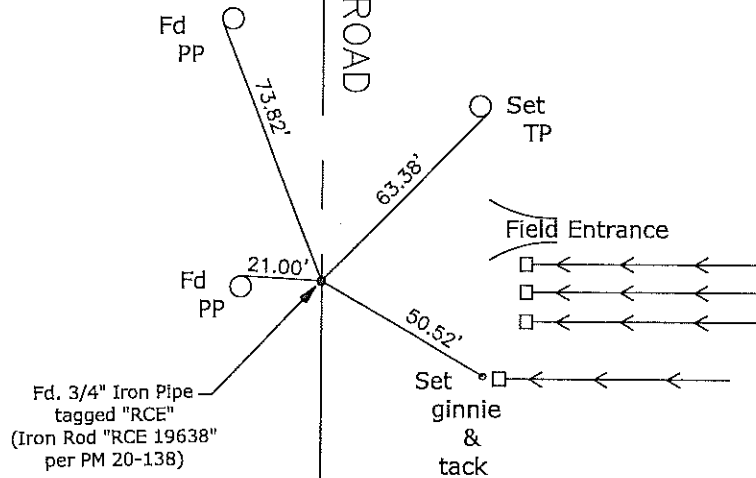 Fd
PP
ROAD
73.82'
Set
TP
63.38'
Field Entrance
Fd
PP
21.00'
50.52'
Fd. 3/4" Iron Pipe
tagged "RCE"
(Iron Rod "RCE 19638"
per PM 20-138)
Set
ginnie
&
tack